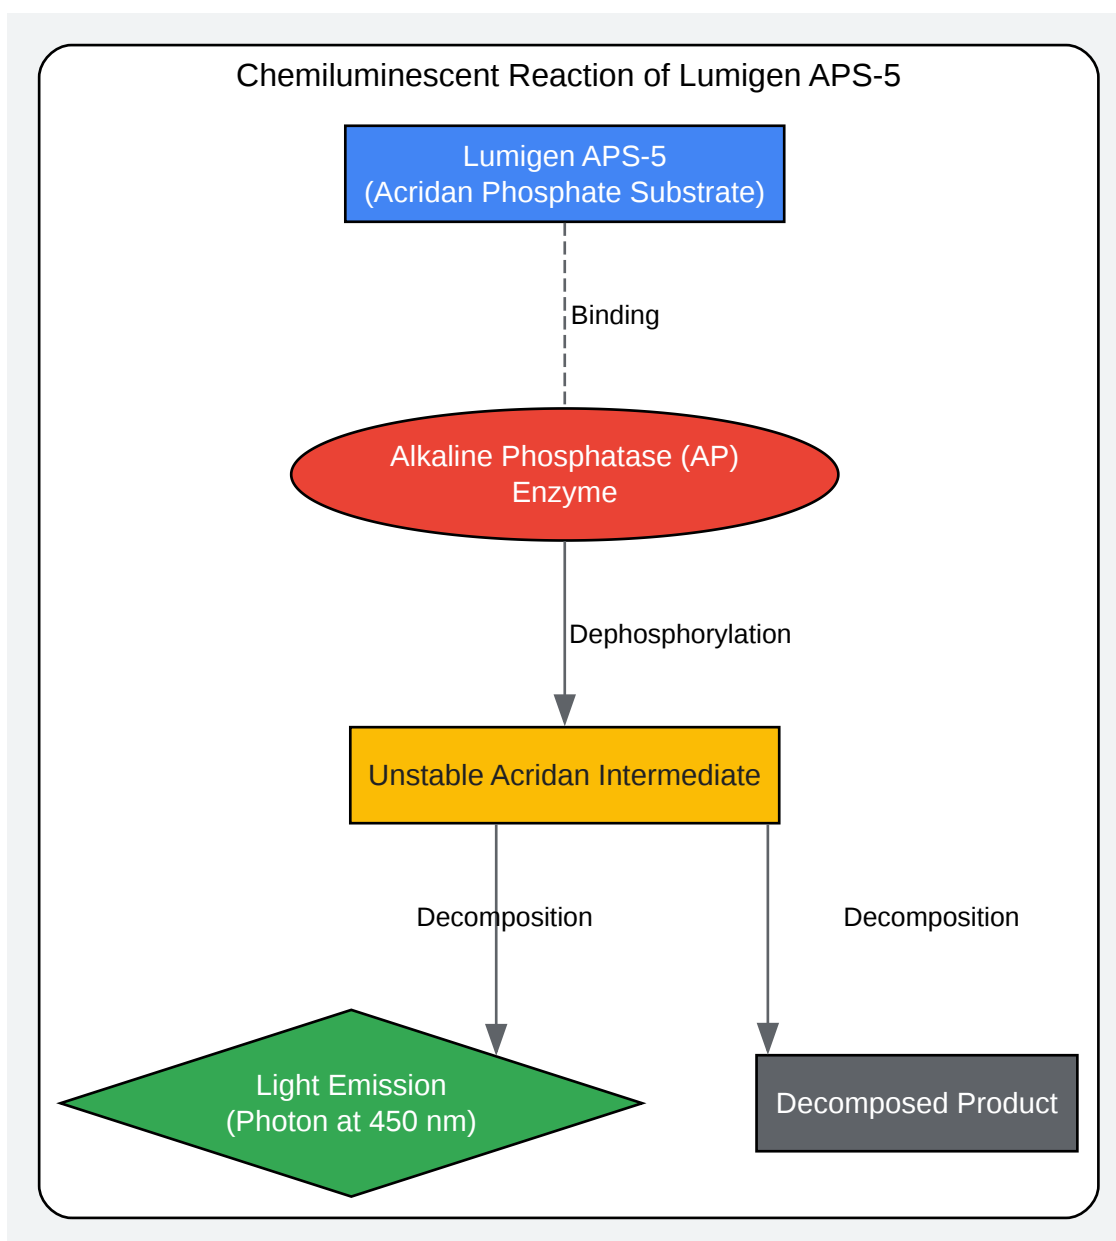 Chemiluminescent Reaction of Lumigen APS-5
Lumigen APS-5
(Acridan Phosphate Substrate)
Binding
Alkaline Phosphatase (AP)
Enzyme
Dephosphorylation
Unstable Acridan Intermediate
Decomposition
Decomposition
Light Emission
(Photon at 450 nm)
Decomposed Product